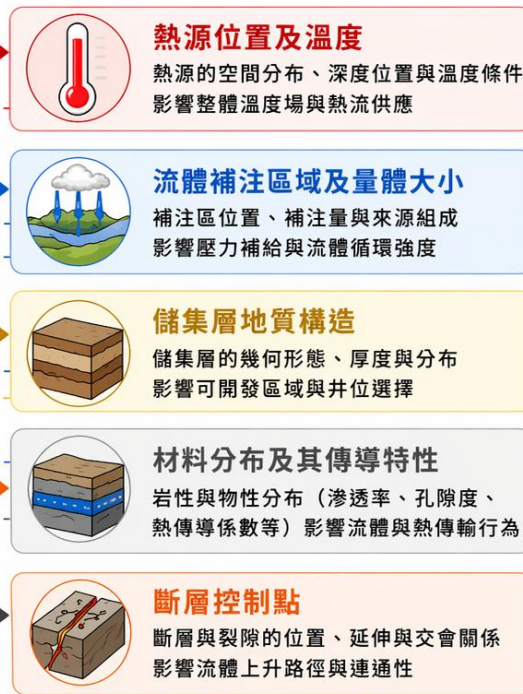 熱源位置及溫度
熱源的空間分布、深度位置與溫度條件
影響整體溫度場與熱流供應
流體補注區域及量體大小
補注區位置、補注量與來源組成
影響壓力補給與流體循環強度
儲集層地質構造
儲集層的幾何形態、厚度與分布
影響可開發區域與井位選擇
材料分布及其傳導特性
岩性與物性分布（滲透率、孔隙度、
熱傳導係數等）影響流體與熱傳輸行為
斷層控制點
斷層與裂隙的位置、延伸與交會關係
影響流體上升路徑與連通性